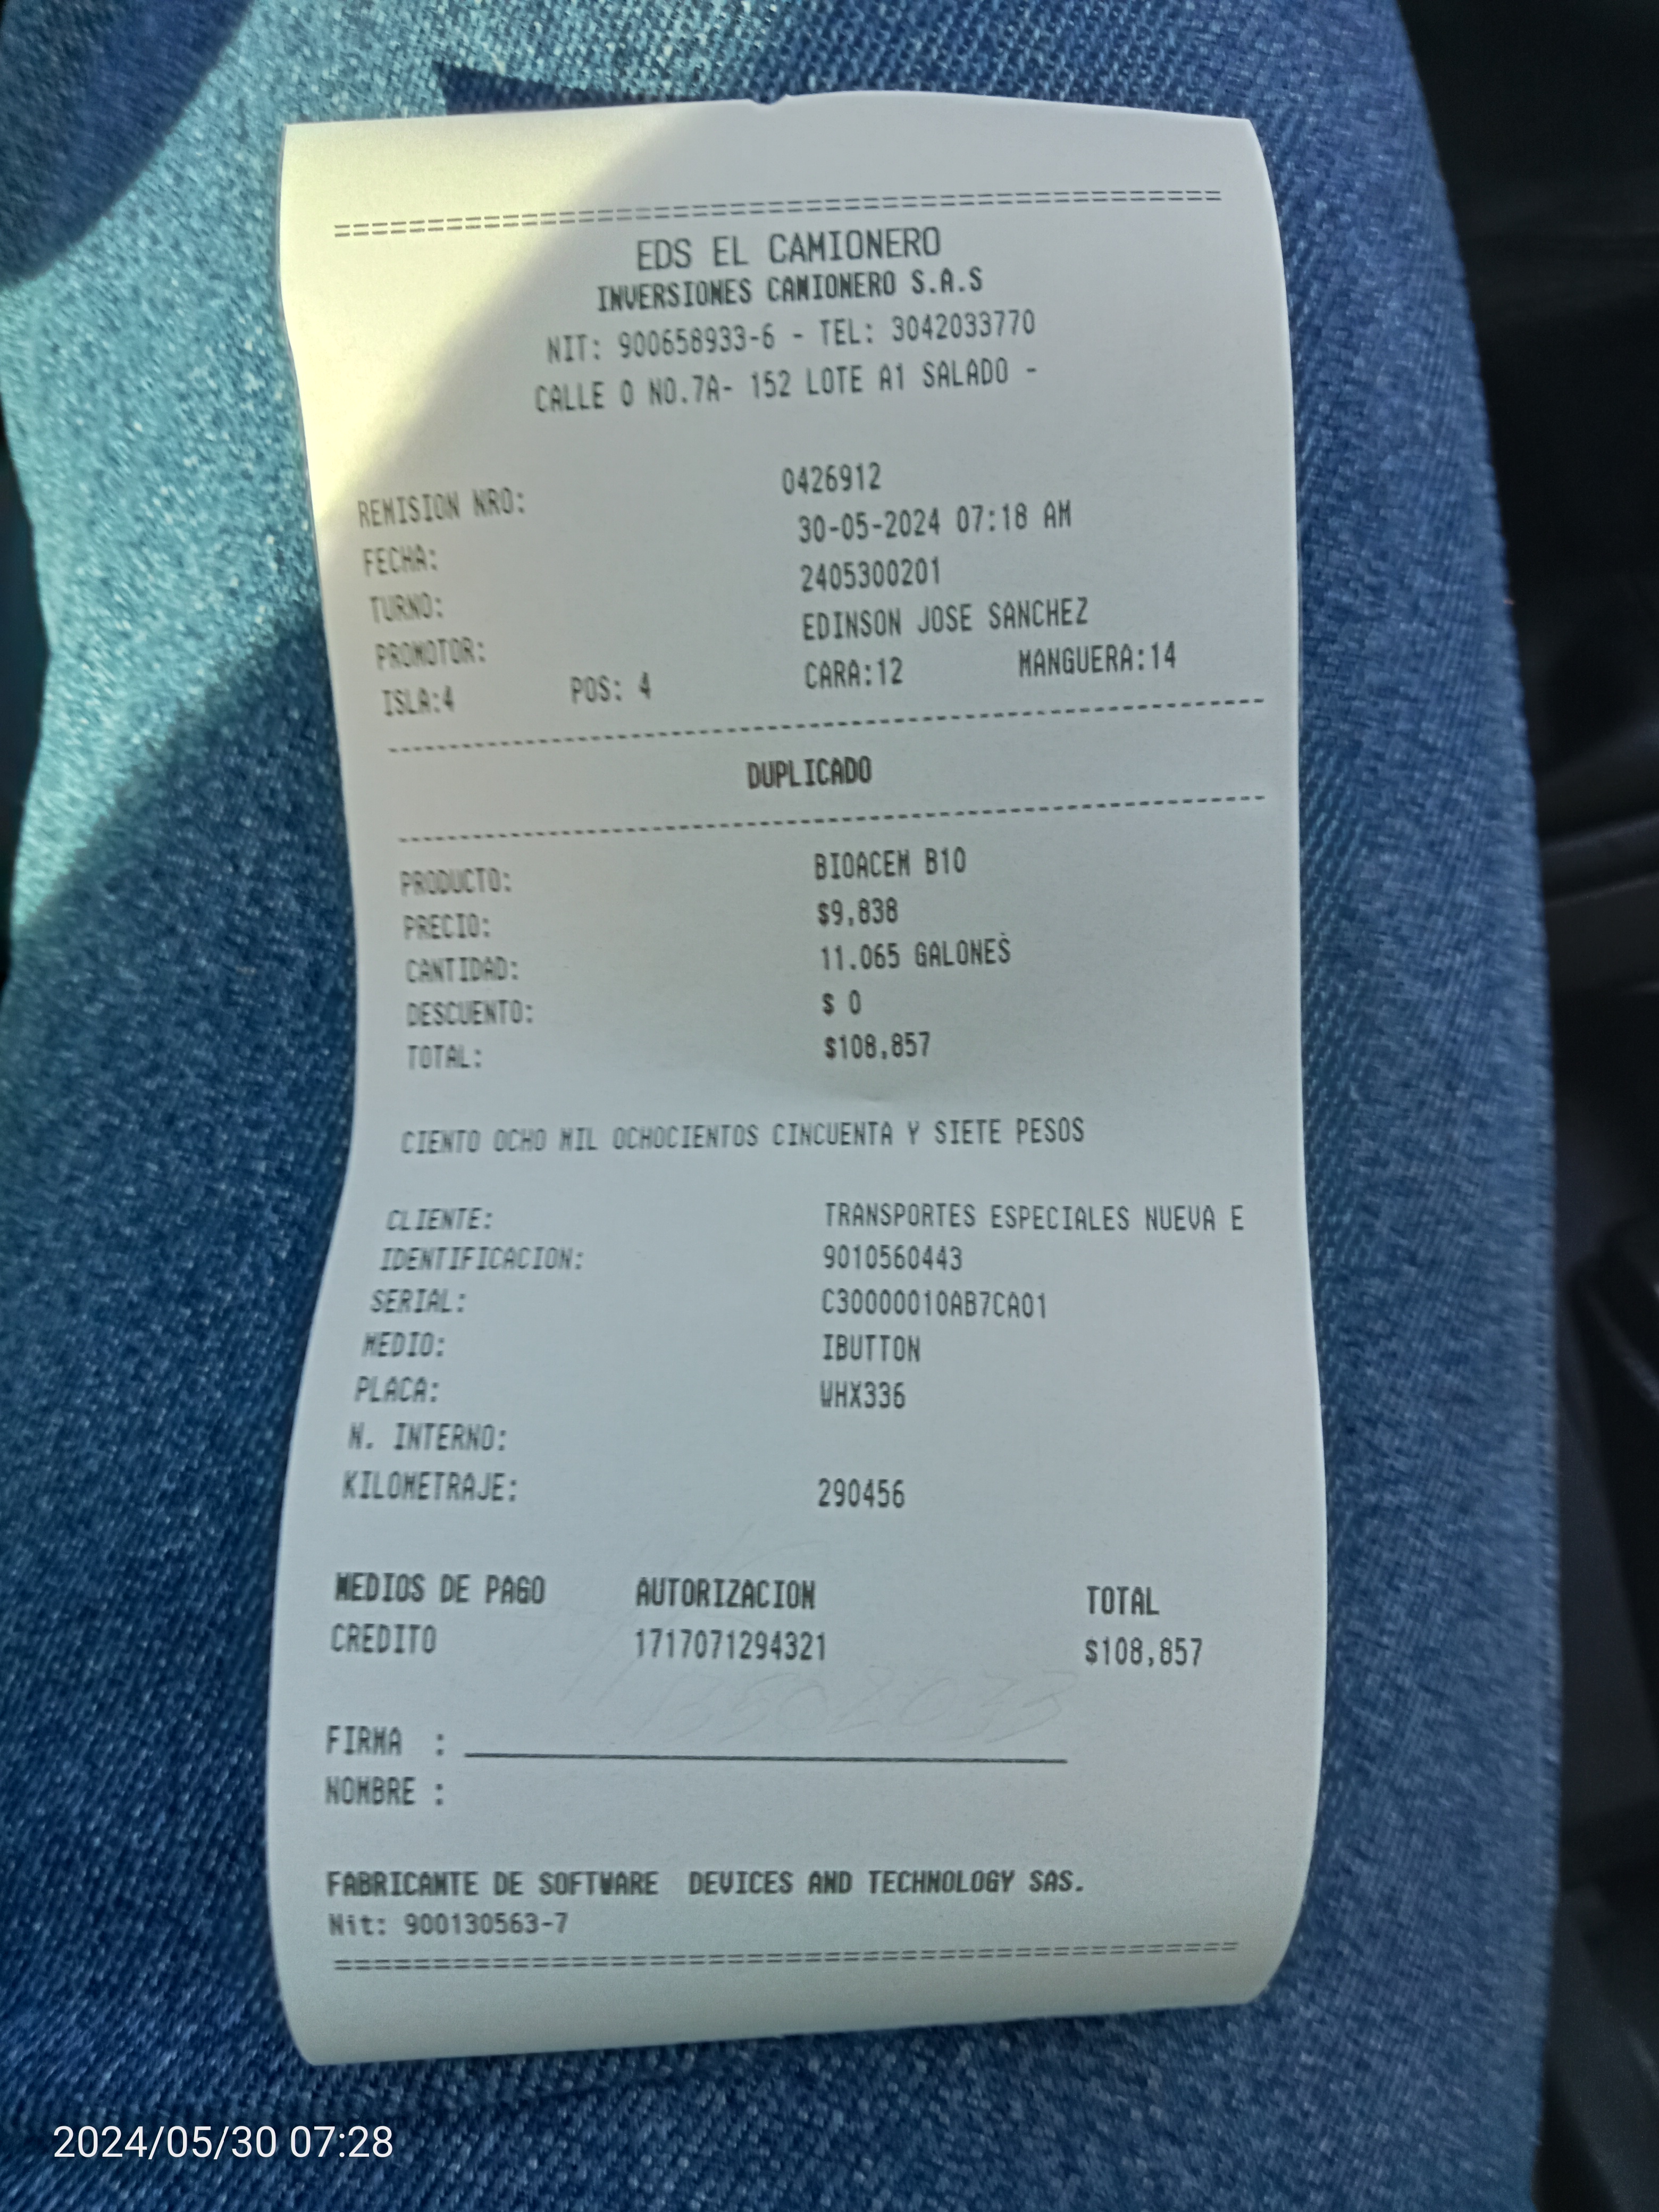 ==============================================
EDS EL CAMIONERO
INVERSIONES CAMIONERO S.A.S
NIT: 900658933-6 - TEL: 3042033770
CALLE 0 NO.7A- 152 LOTE A1 SALADO -
REMISION NRO: 0426912
FECHA: 30-05-2024 07:18 AM
TURNO: 2405300201
PROMOTOR: EDINSON JOSE SANCHEZ
ISLA:4 POS: 4 CARA:12 MANGUERA:14
DUPLICADO
PRODUCTO: BIOACEM B10
PRECIO: $9,838
CANTIDAD: 11.065 GALONES
DESCUENTO: $ 0
TOTAL: $108,857
CIENTO OCHO MIL OCHOCIENTOS CINCUENTA Y SIETE PESOS
CLIENTE: TRANSPORTES ESPECIALES NUEVA E
IDENTIFICACION: 9010560443
SERIAL: C30000010AB7CA01
MEDIO: IBUTTON
PLACA: WHX336
N. INTERNO:
KILOMETRAJE: 290456
MEDIOS DE PAGO AUTORIZACION TOTAL
CREDITO 1717071294321 $108,857
FIRMA :
NOMBRE :
FABRICANTE DE SOFTWARE DEVICES AND TECHNOLOGY SAS.
Nit: 900130563-7
==============================================
2024/05/30 07:28